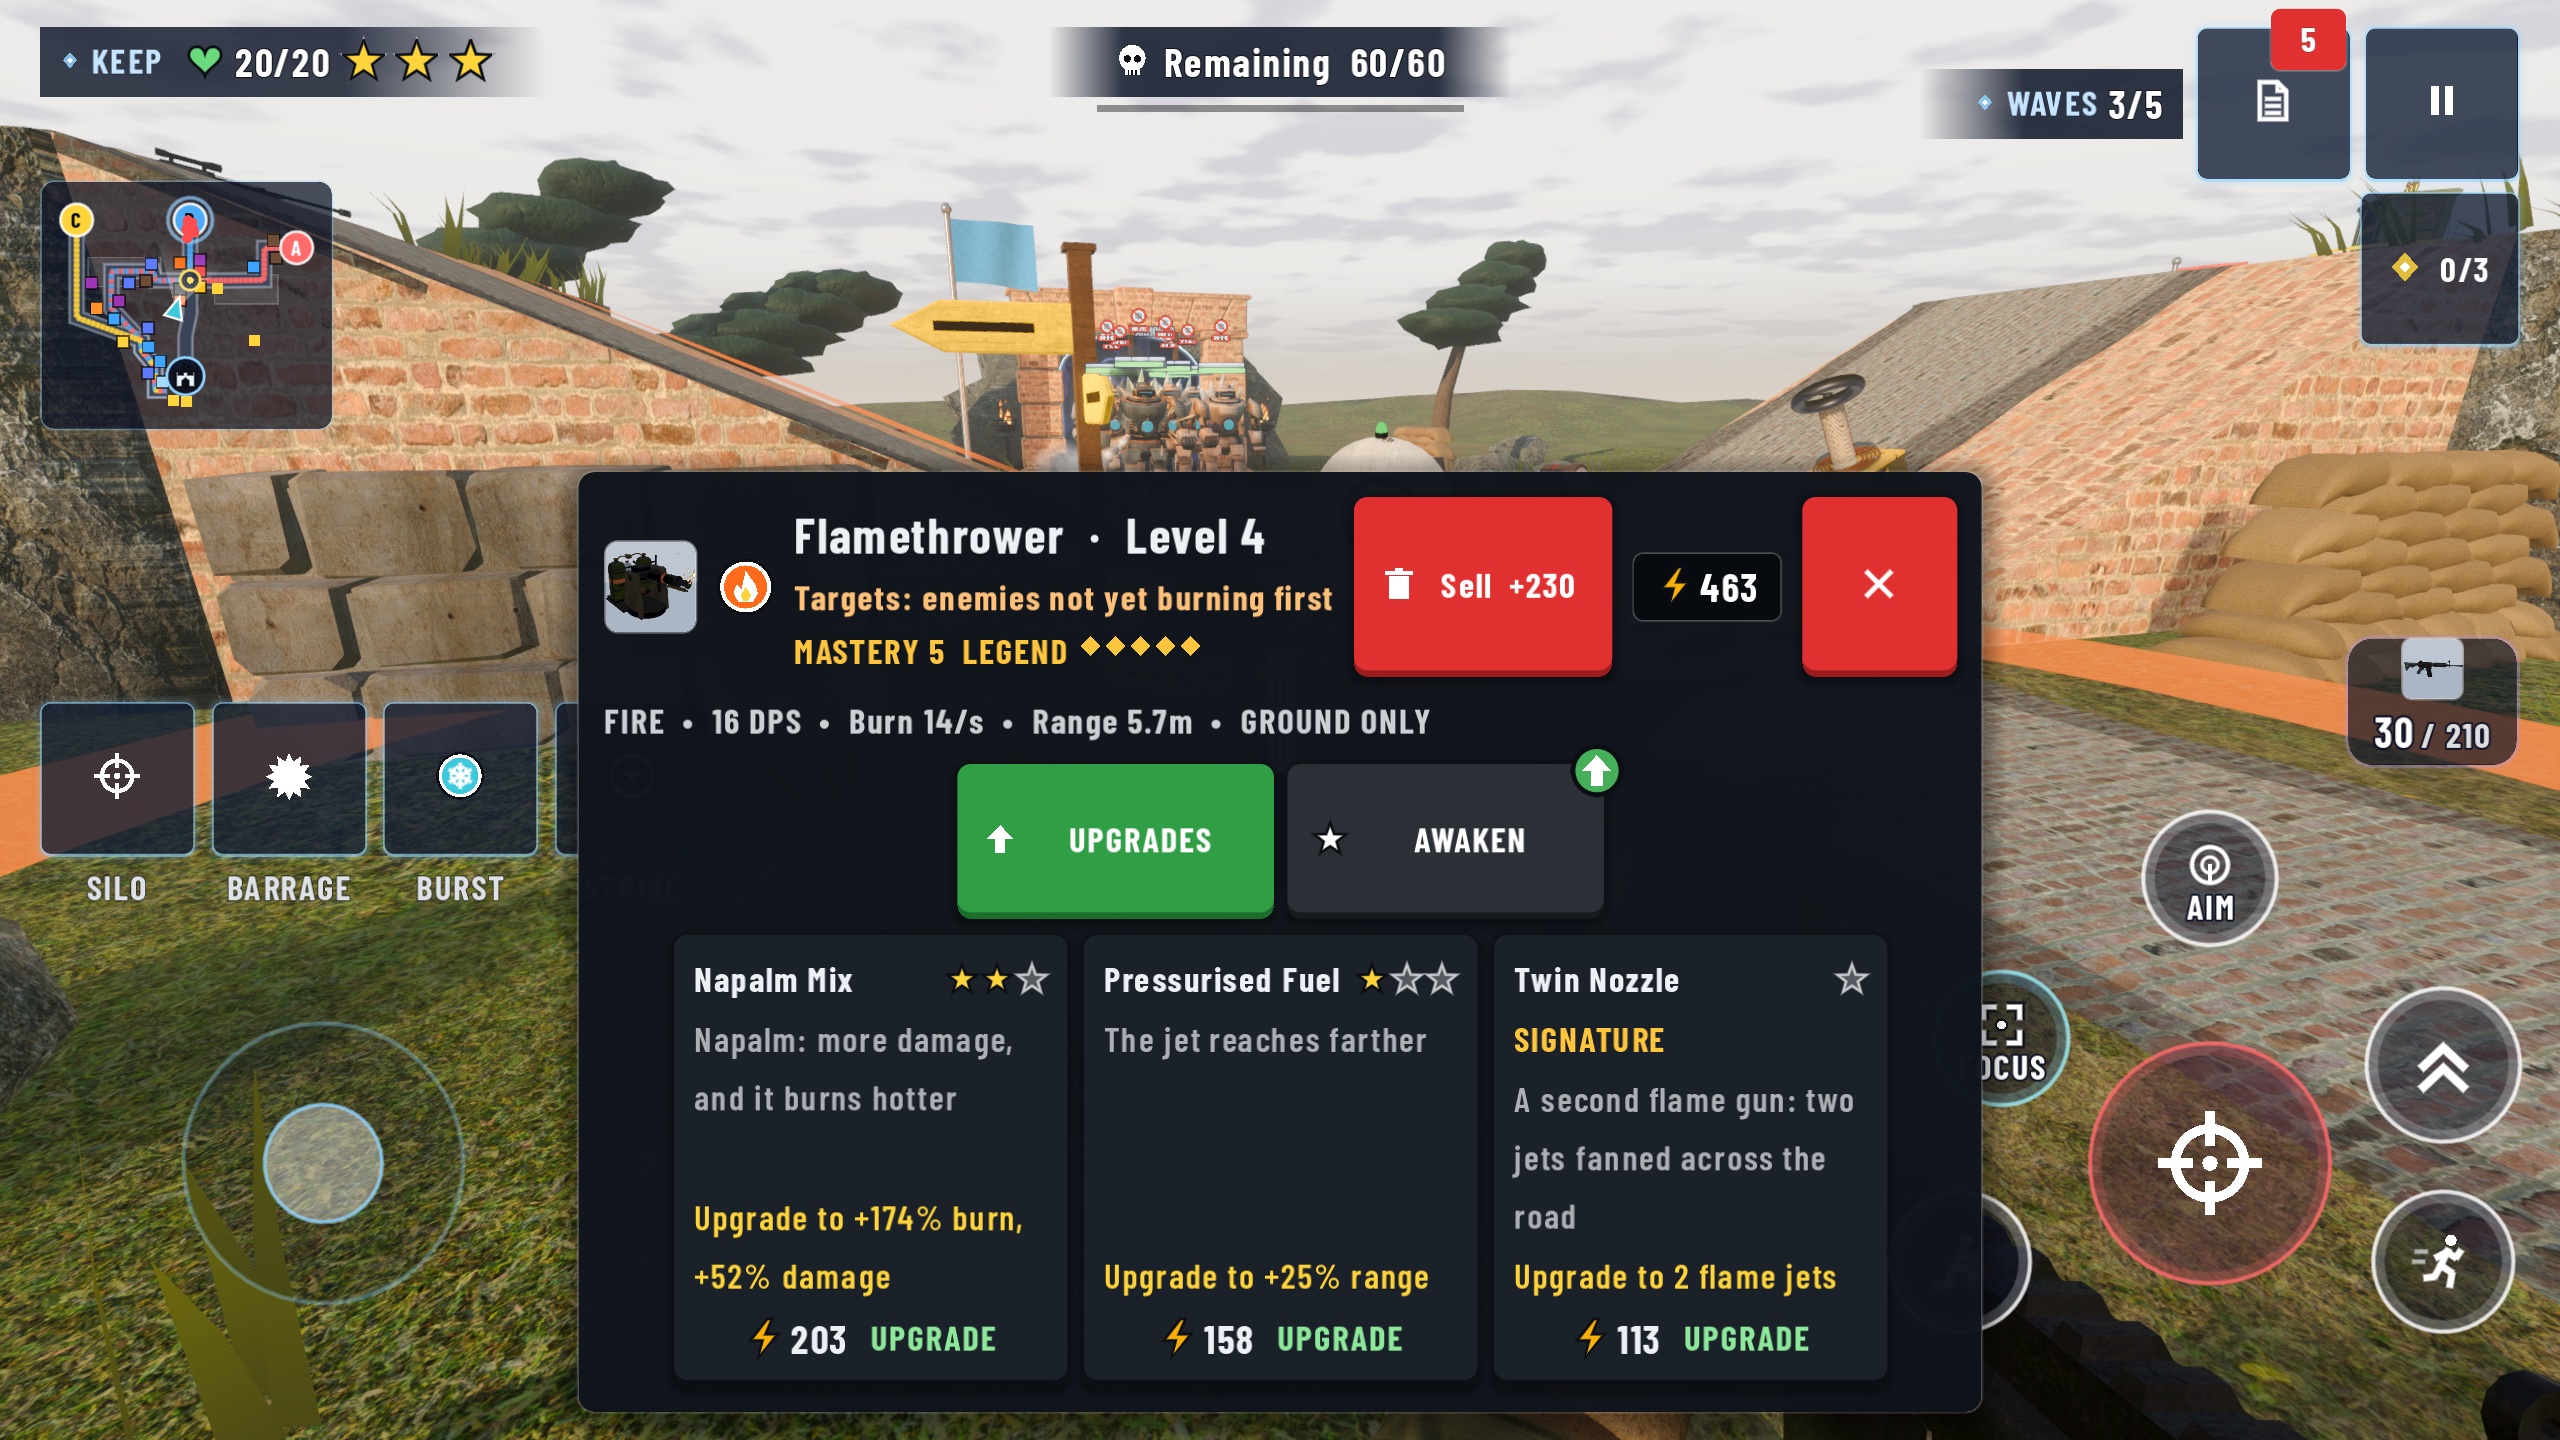 KEEP 20/20
Remaining 60/60
WAVES 3/5
5
0/3
C
A
Flamethrower · Level 4
Targets: enemies not yet burning first
MASTERY 5 LEGEND
Sell +230
463
FIRE • 16 DPS • Burn 14/s • Range 5.7m • GROUND ONLY
UPGRADES
AWAKEN
30 / 210
SILO
BARRAGE
BURST
STRIKE
AIM
OCUS
Napalm Mix
Napalm: more damage,
and it burns hotter
Upgrade to +174% burn,
+52% damage
203 UPGRADE
Pressurised Fuel
The jet reaches farther
Upgrade to +25% range
158 UPGRADE
Twin Nozzle
SIGNATURE
A second flame gun: two
jets fanned across the
road
Upgrade to 2 flame jets
113 UPGRADE